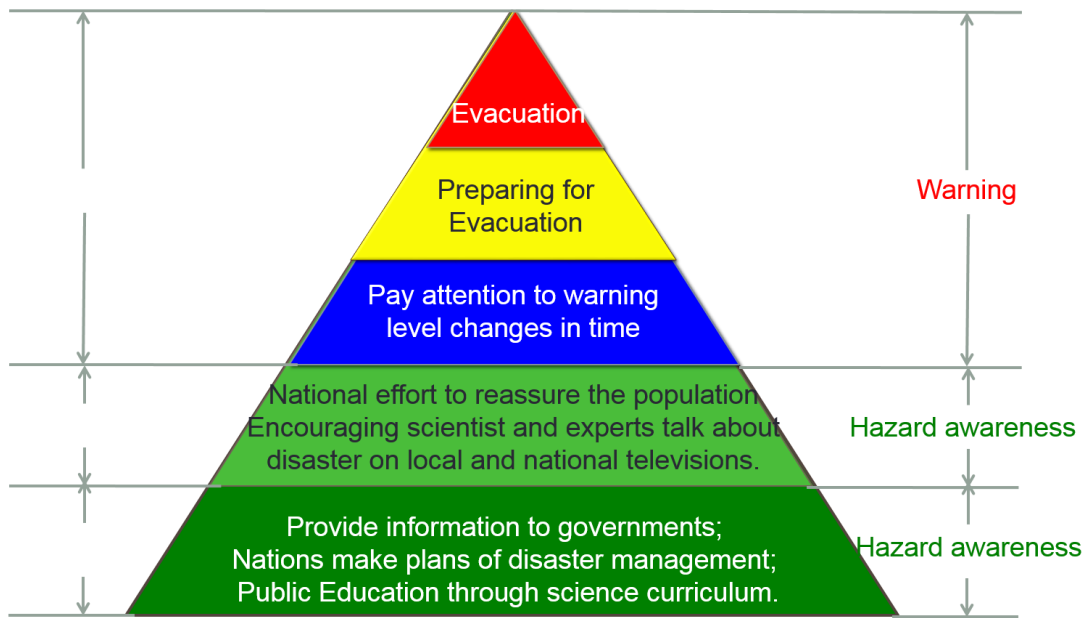 Evacuation
Preparing for
Evacuation
Warning
Pay attention to warning
level changes in time
National effort to reassure the population
Encouraging scientist and experts talk about
disaster on local and national televisions.
Hazard awareness
Provide information to governments;
Nations make plans of disaster management;
Public Education through science curriculum.
Hazard awareness